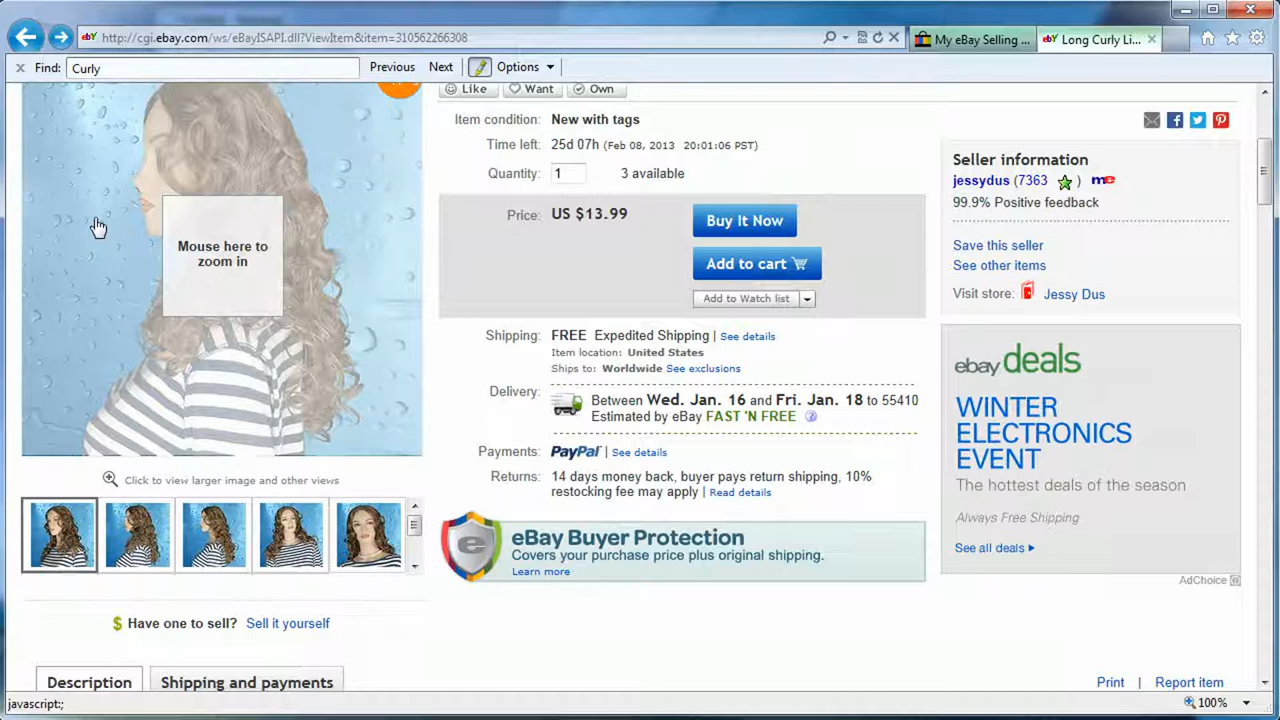 http://cgi.ebay.com/ws/eBayISAPI.dll?ViewItem&item=310562266308
My eBay Selling ...
Long Curly Li...
Find: Curly Previous Next Options
Like Want Own
Item condition: New with tags
Time left: 25d 07h (Feb 08, 2013 20:01:06 PST)
Quantity: 1 3 available
Price: US $13.99
Buy It Now
Add to cart
Add to Watch list
Mouse here to
zoom in
Shipping: FREE Expedited Shipping | See details
Item location: United States
Ships to: Worldwide See exclusions
Delivery: Between Wed. Jan. 16 and Fri. Jan. 18 to 55410
Estimated by eBay FAST 'N FREE ?
Payments: PayPal | See details
Returns: 14 days money back, buyer pays return shipping, 10%
restocking fee may apply | Read details
Click to view larger image and other views
eBay Buyer Protection
Covers your purchase price plus original shipping.
Learn more
Seller information
jessydus (7363 ) me
99.9% Positive feedback
Save this seller
See other items
Visit store: Jessy Dus
ebay deals
WINTER
ELECTRONICS
EVENT
The hottest deals of the season
Always Free Shipping
See all deals
AdChoice
$ Have one to sell? Sell it yourself
Description
Shipping and payments
Print | Report item
javascript:;
100%